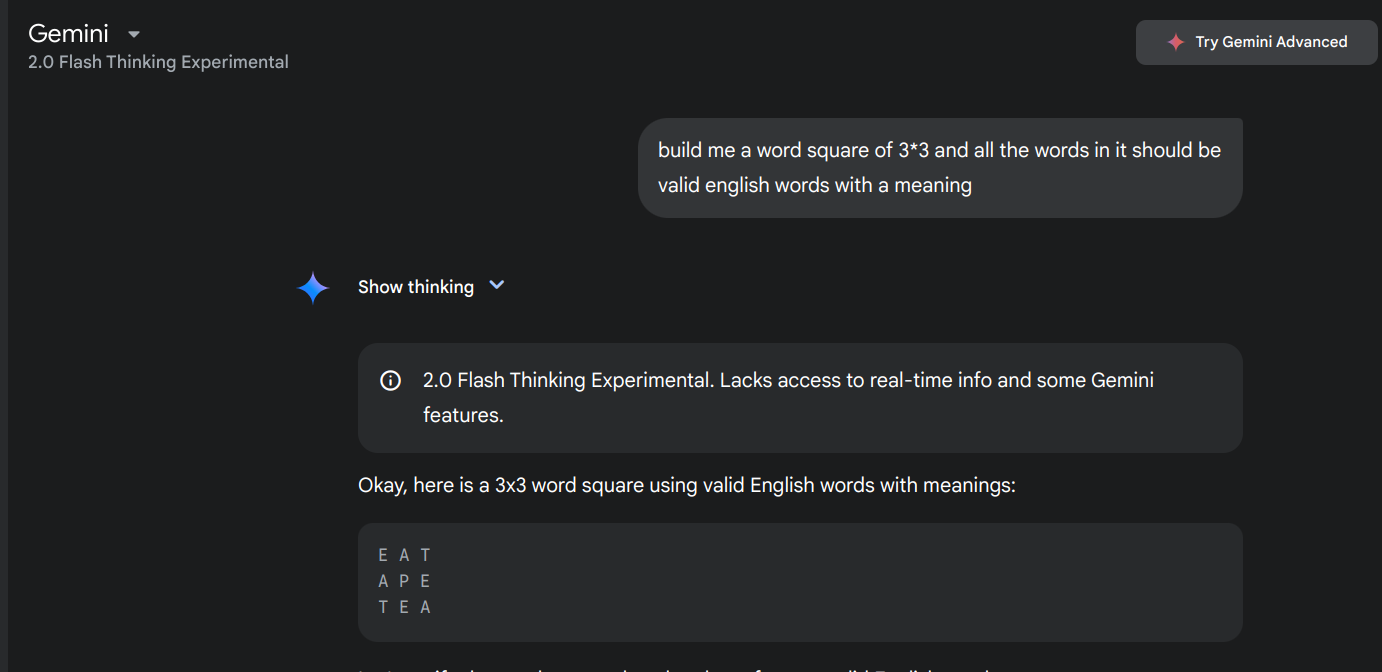 Gemini
2.0 Flash Thinking Experimental
Try Gemini Advanced
build me a word square of 3*3 and all the words in it should be
valid english words with a meaning
Show thinking
2.0 Flash Thinking Experimental. Lacks access to real-time info and some Gemini
features.
Okay, here is a 3x3 word square using valid English words with meanings:
E A T
A P E
T E A